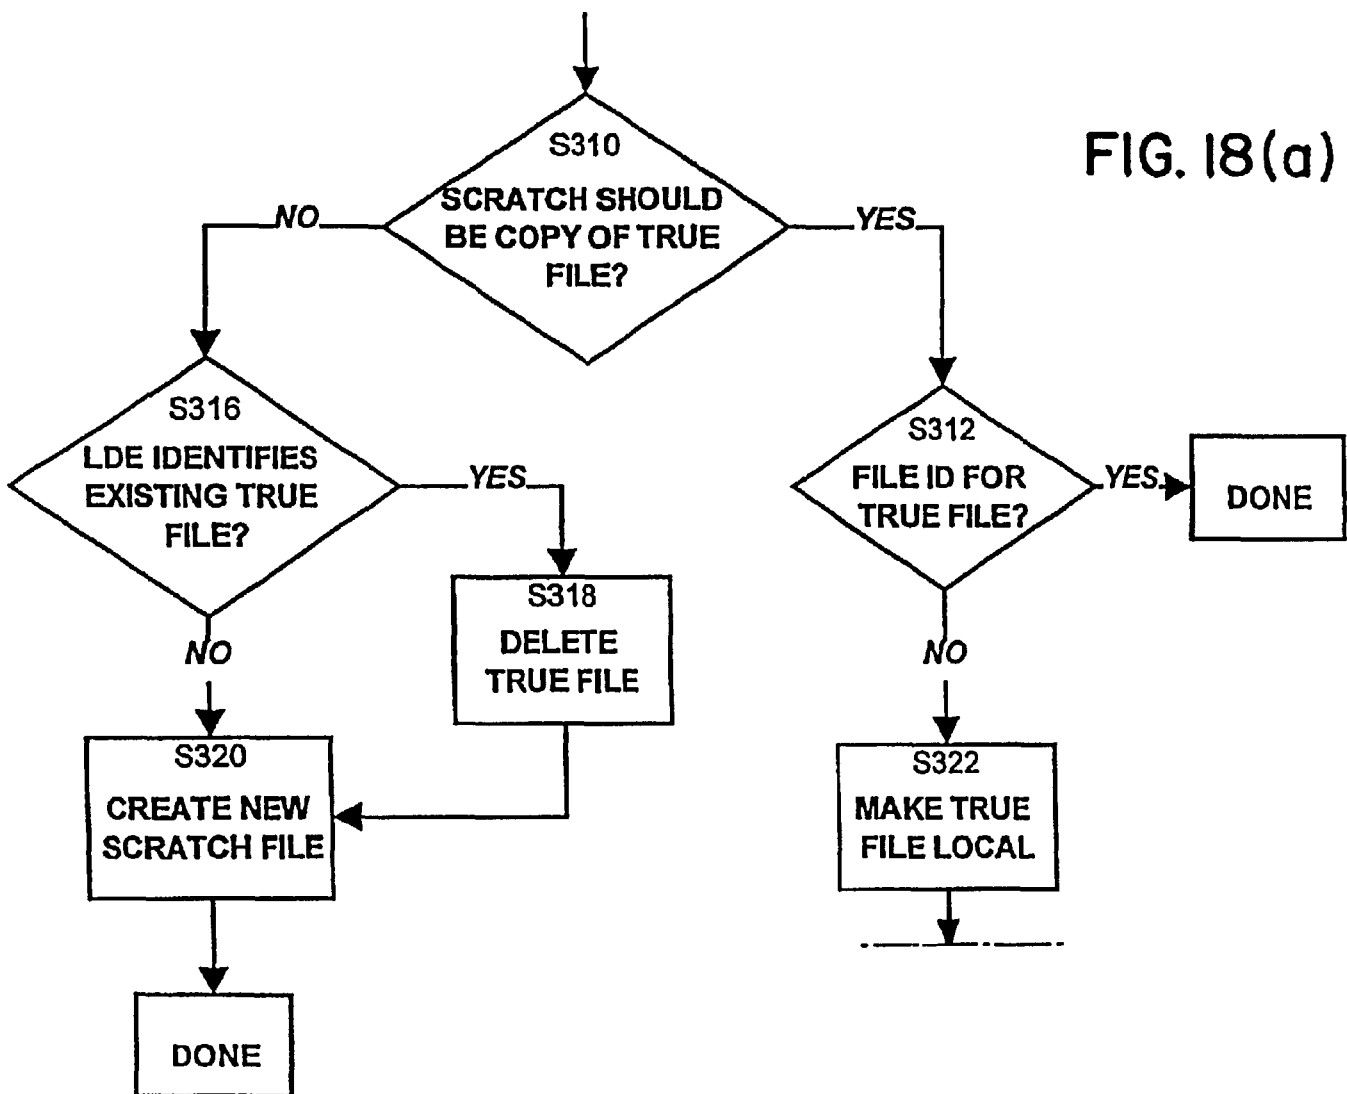 FIG. 18(a)
S310
SCRATCH SHOULD
BE COPY OF TRUE
FILE?
NO
YES
S316
LDE IDENTIFIES
EXISTING TRUE
FILE?
YES
NO
S312
FILE ID FOR
TRUE FILE?
YES
DONE
NO
S318
DELETE
TRUE FILE
S320
CREATE NEW
SCRATCH FILE
S322
MAKE TRUE
FILE LOCAL
DONE